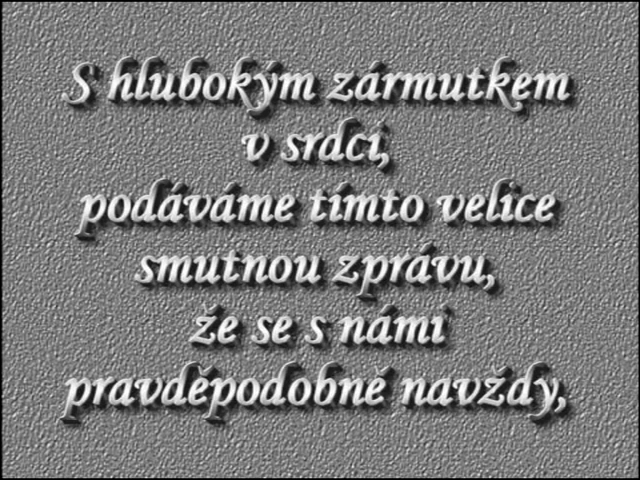 S hlubokým zármutkem
v srdci,
podáváme tímto velice
smutnou zprávu,
že se s námi
pravděpodobně navždy,